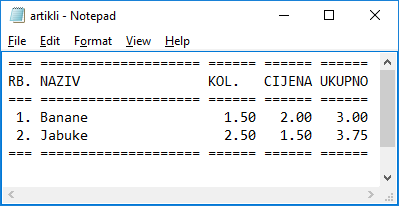 artikli - Notepad
File Edit Format View Help
=== ==================== ====== ====== ======
RB. NAZIV                KOL.   CIJENA UKUPNO
=== ==================== ====== ====== ======
 1. Banane                 1.50   2.00   3.00
 2. Jabuke                 2.50   1.50   3.75
=== ==================== ====== ====== ======